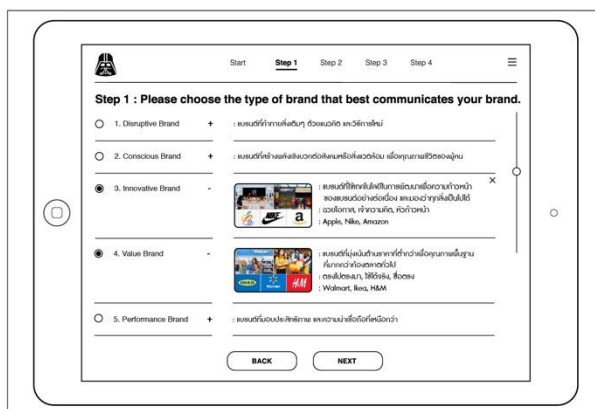 Start Step 1 Step 2 Step 3 Step 4
Step 1 : Please choose the type of brand that best communicates your brand.
1. Disruptive Brand + : แบรนด์ที่ท้าทายสิ่งเดิมๆ ด้วยแนวคิด และวิธีการใหม่
2. Conscious Brand + : แบรนด์ที่สร้างพลังเชิงบวกต่อสังคมหรือสิ่งแวดล้อม เพื่อคุณภาพชีวิตของผู้คน
3. Innovative Brand - : แบรนด์ที่ใช้เทคโนโลยีในการพัฒนาเพื่อความก้าวหน้า
ของแบรนด์อย่างต่อเนื่อง และมองว่าทุกสิ่งเป็นไปได้
: ฉวยโอกาส, เจ้าความคิด, หัวก้าวหน้า
: Apple, Nike, Amazon
NIKE a
4. Value Brand - : แบรนด์ที่มุ่งเน้นด้านราคาที่ต่ำกว่าเพื่อคุณภาพพื้นฐาน
ที่มากกว่าท้องตลาดทั่วไป
: ตรงไปตรงมา, ใช้ได้จริง, ซื่อตรง
: Walmart, Ikea, H&M
IKEA Walmart H&M
5. Performance Brand + : แบรนด์ที่มอบประสิทธิภาพ และความน่าเชื่อถือที่เหนือกว่า
BACK NEXT